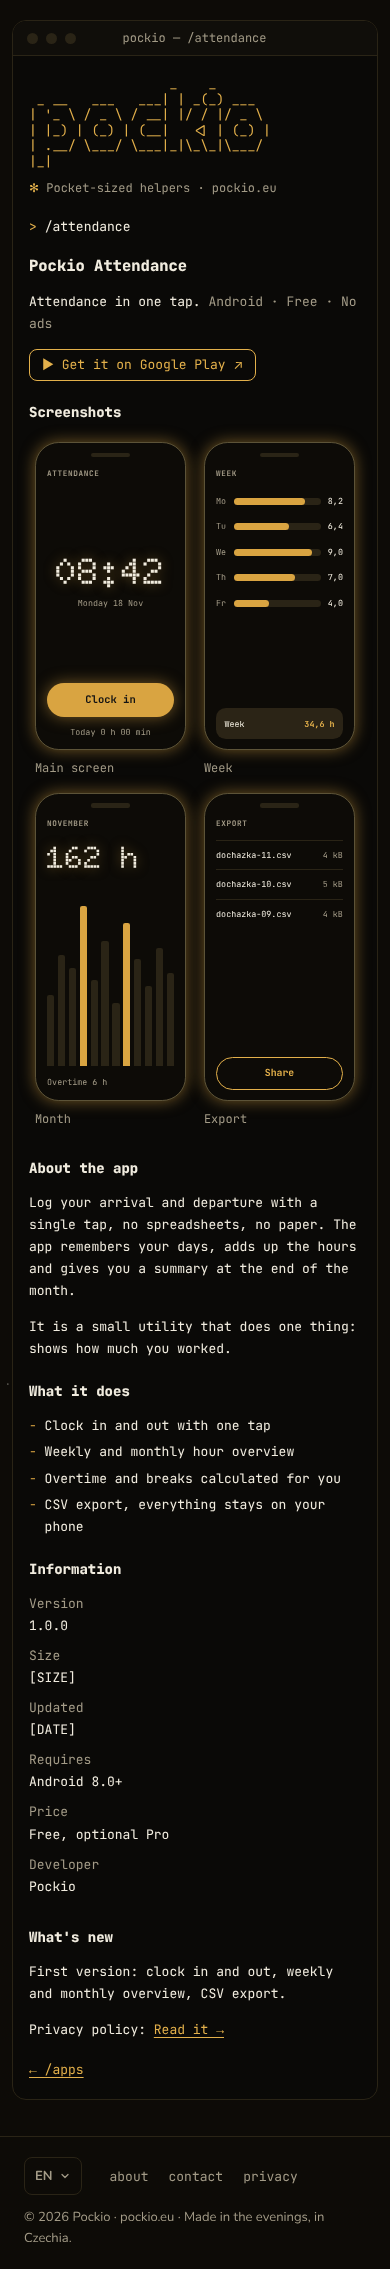 pockio — /attendance
pockio
✻ Pocket-sized helpers · pockio.eu
> /attendance
Pockio Attendance
Attendance in one tap. Android · Free · No
ads
▶ Get it on Google Play ↗
Screenshots
ATTENDANCE
08:42
Monday 18 Nov
Clock in
Today 0 h 00 min
Main screen
WEEK
Mo 8,2
Tu 6,4
We 9,0
Th 7,0
Fr 4,0
Week 34,6 h
Week
NOVEMBER
162 h
Overtime 6 h
Month
EXPORT
dochazka-11.csv 4 kB
dochazka-10.csv 5 kB
dochazka-09.csv 4 kB
Share
Export
About the app
Log your arrival and departure with a
single tap, no spreadsheets, no paper. The
app remembers your days, adds up the hours
and gives you a summary at the end of the
month.
It is a small utility that does one thing:
shows how much you worked.
What it does
- Clock in and out with one tap
- Weekly and monthly hour overview
- Overtime and breaks calculated for you
- CSV export, everything stays on your
phone
Information
Version
1.0.0
Size
[SIZE]
Updated
[DATE]
Requires
Android 8.0+
Price
Free, optional Pro
Developer
Pockio
What's new
First version: clock in and out, weekly
and monthly overview, CSV export.
Privacy policy: Read it →
← /apps
EN about contact privacy
© 2026 Pockio · pockio.eu · Made in the evenings, in
Czechia.